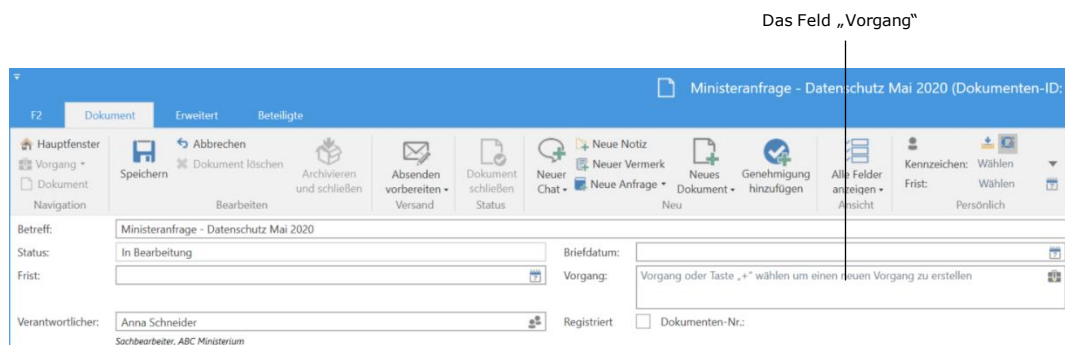 Das Feld „Vorgang“
Ministeranfrage - Datenschutz Mai 2020 (Dokumenten-ID:
F2 Dokument Erweitert Beteiligte
Hauptfenster
Vorgang
Dokument
Navigation
Speichern
Abbrechen
Dokument löschen
Archivieren
und schließen
Bearbeiten
Absenden
vorbereiten
Versand
Dokument
schließen
Status
Neuer
Chat
Neue Notiz
Neuer Vermerk
Neue Anfrage
Neues
Dokument
Genehmigung
hinzufügen
Neu
Alle Felder
anzeigen
Ansicht
Kennzeichen: Wählen
Frist: Wählen
Persönlich
Betreff: Ministeranfrage - Datenschutz Mai 2020
Status: In Bearbeitung
Briefdatum:
Frist:
Vorgang: Vorgang oder Taste „+“ wählen um einen neuen Vorgang zu erstellen
Verantwortlicher: Anna Schneider
Registriert Dokumenten-Nr.:
Sachbearbeiter, ABC Ministerium